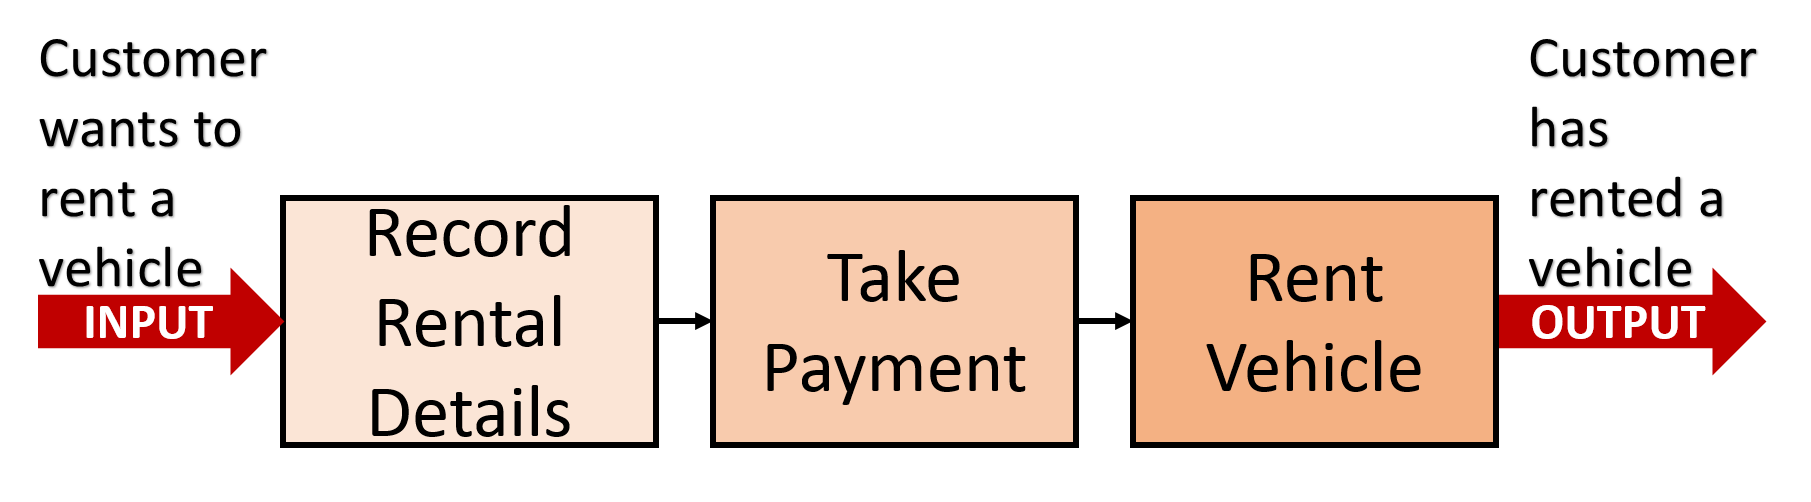 Customer
wants to
rent a
vehicle
INPUT
Record
Rental
Details
Take
Payment
Rent
Vehicle
Customer
has
rented a
vehicle
OUTPUT